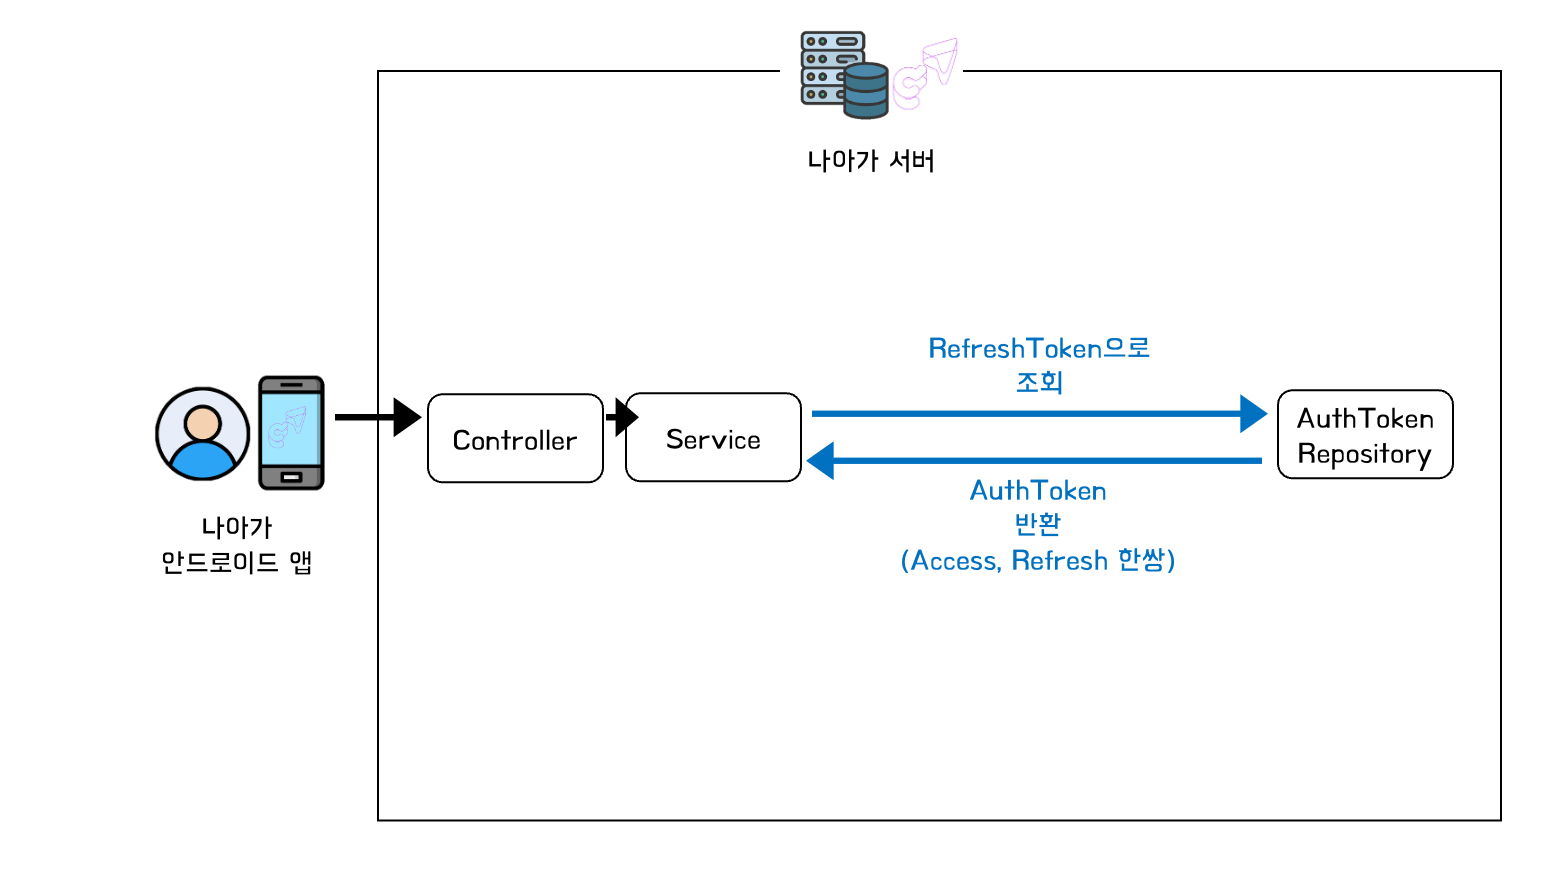 나아가 서버
나아가
안드로이드 앱
Controller
Service
RefreshToken으로
조회
AuthToken
반환
(Access, Refresh 한쌍)
AuthToken
Repository